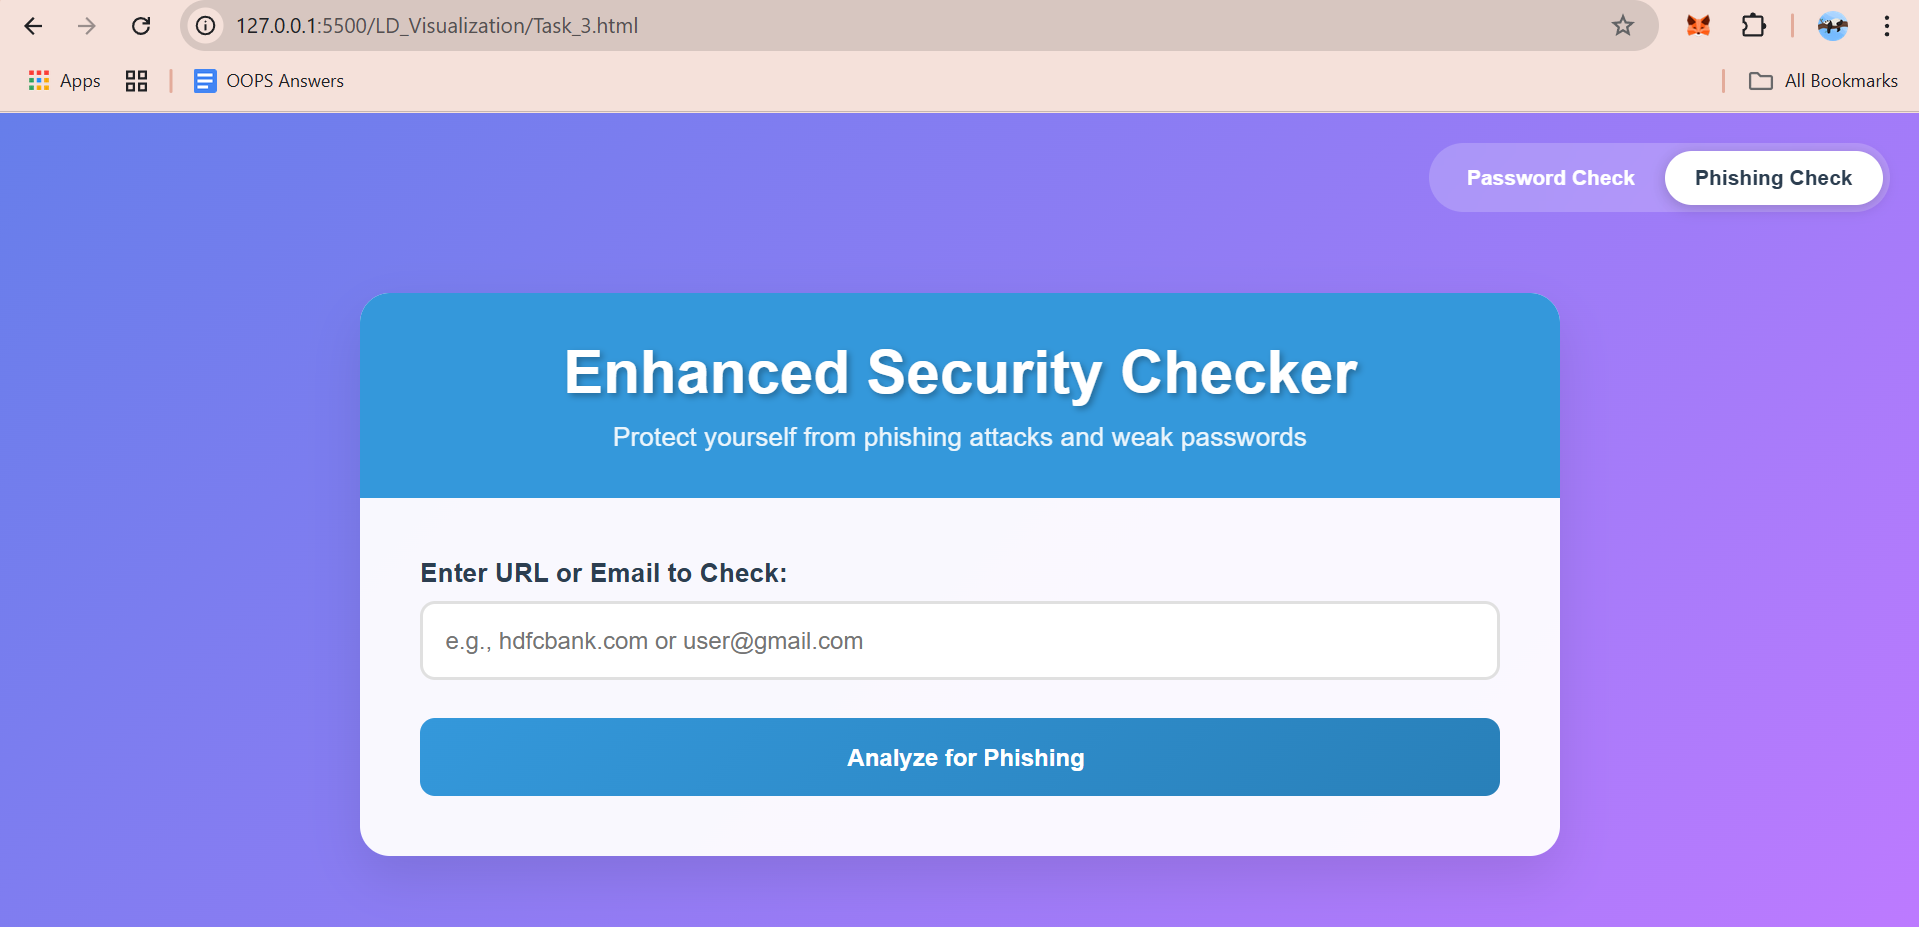 127.0.0.1:5500/LD_Visualization/Task_3.html
Apps
OOPS Answers
All Bookmarks
Password Check
Phishing Check
Enhanced Security Checker
Protect yourself from phishing attacks and weak passwords
Enter URL or Email to Check:
e.g., hdfcbank.com or user@gmail.com
Analyze for Phishing